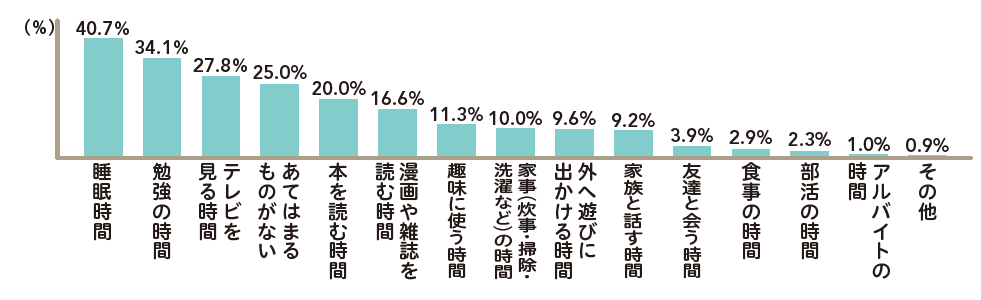 (%)
40.7%
34.1%
27.8%
25.0%
20.0%
16.6%
11.3%
10.0%
9.6%
9.2%
3.9%
2.9%
2.3%
1.0%
0.9%
睡眠時間
勉強の時間
テレビを
見る時間
あてはまる
ものがない
本を読む時間
漫画や雑誌を
読む時間
趣味に使う時間
家事(炊事・掃除・
洗濯など)の時間
外へ遊びに
出かける時間
家族と話す時間
友達と会う時間
食事の時間
部活の時間
アルバイトの
時間
その他